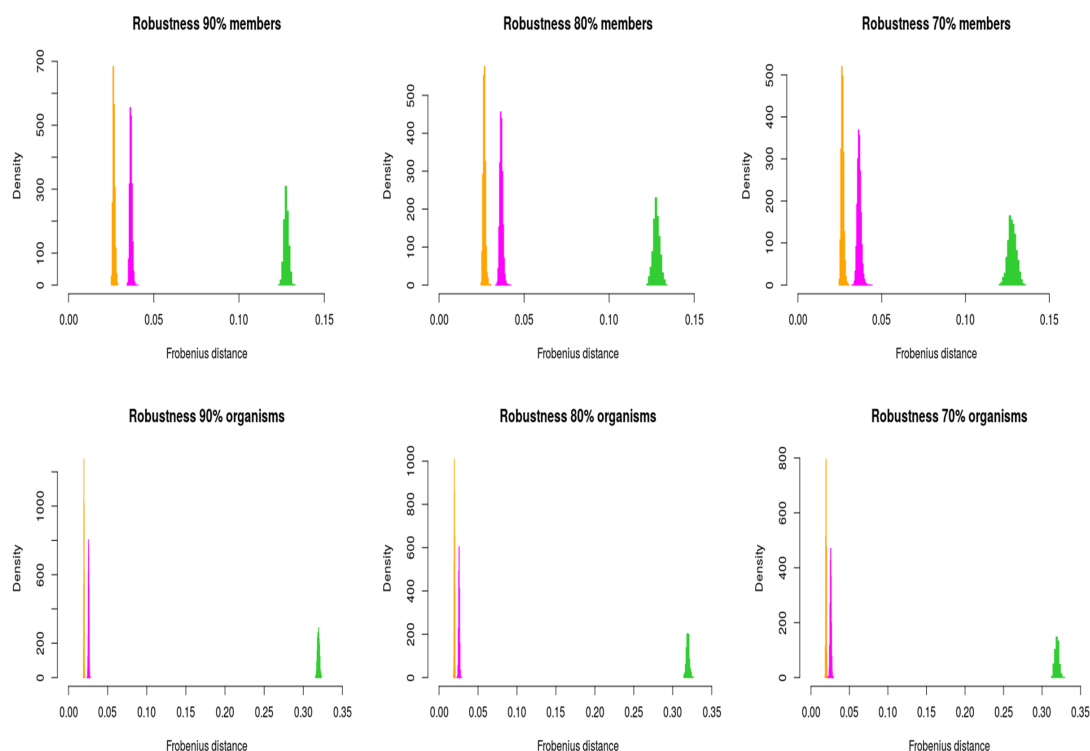 Robustness 90% members
Density
700
500
300
100
0
0.00 0.05 0.10 0.15
Frobenius distance
Robustness 80% members
Density
500
400
300
200
100
0
0.00 0.05 0.10 0.15
Frobenius distance
Robustness 70% members
Density
500
400
300
200
100
0
0.00 0.05 0.10 0.15
Frobenius distance
Robustness 90% organisms
Density
1000
600
200
0
0.00 0.05 0.10 0.15 0.20 0.25 0.30 0.35
Frobenius distance
Robustness 80% organisms
Density
1000
800
600
400
200
0
0.00 0.05 0.10 0.15 0.20 0.25 0.30 0.35
Frobenius distance
Robustness 70% organisms
Density
800
600
400
200
0
0.00 0.05 0.10 0.15 0.20 0.25 0.30 0.35
Frobenius distance